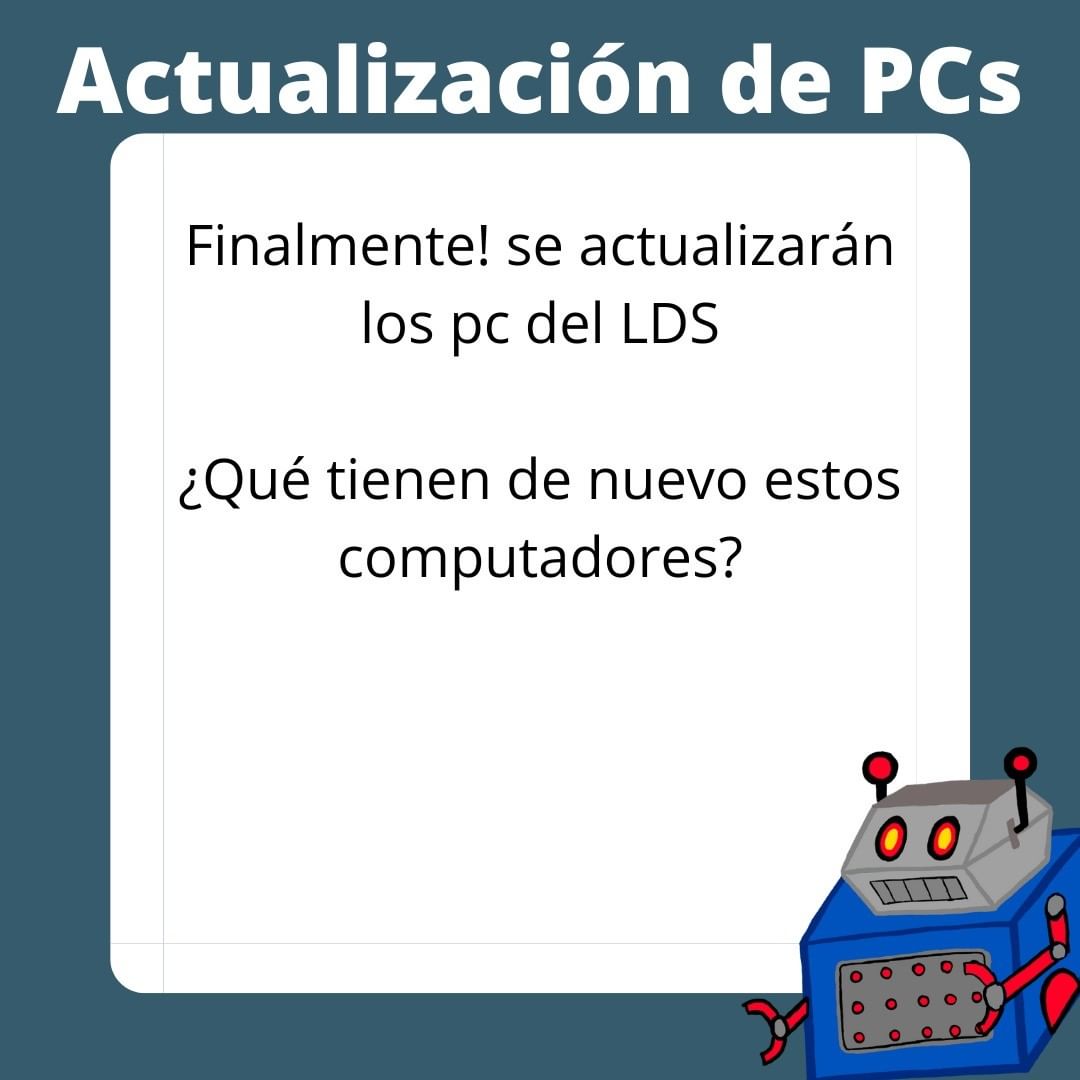 Actualización de PCs
Finalmente! se actualizarán
los pc del LDS
¿Qué tienen de nuevo estos
computadores?